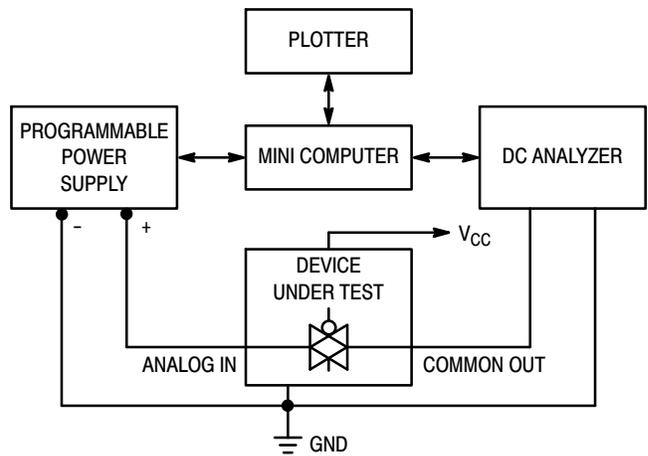 PLOTTER
PROGRAMMABLE
POWER
SUPPLY
MINI COMPUTER
DC ANALYZER
–
+
VCC
DEVICE
UNDER TEST
ANALOG IN
COMMON OUT
GND